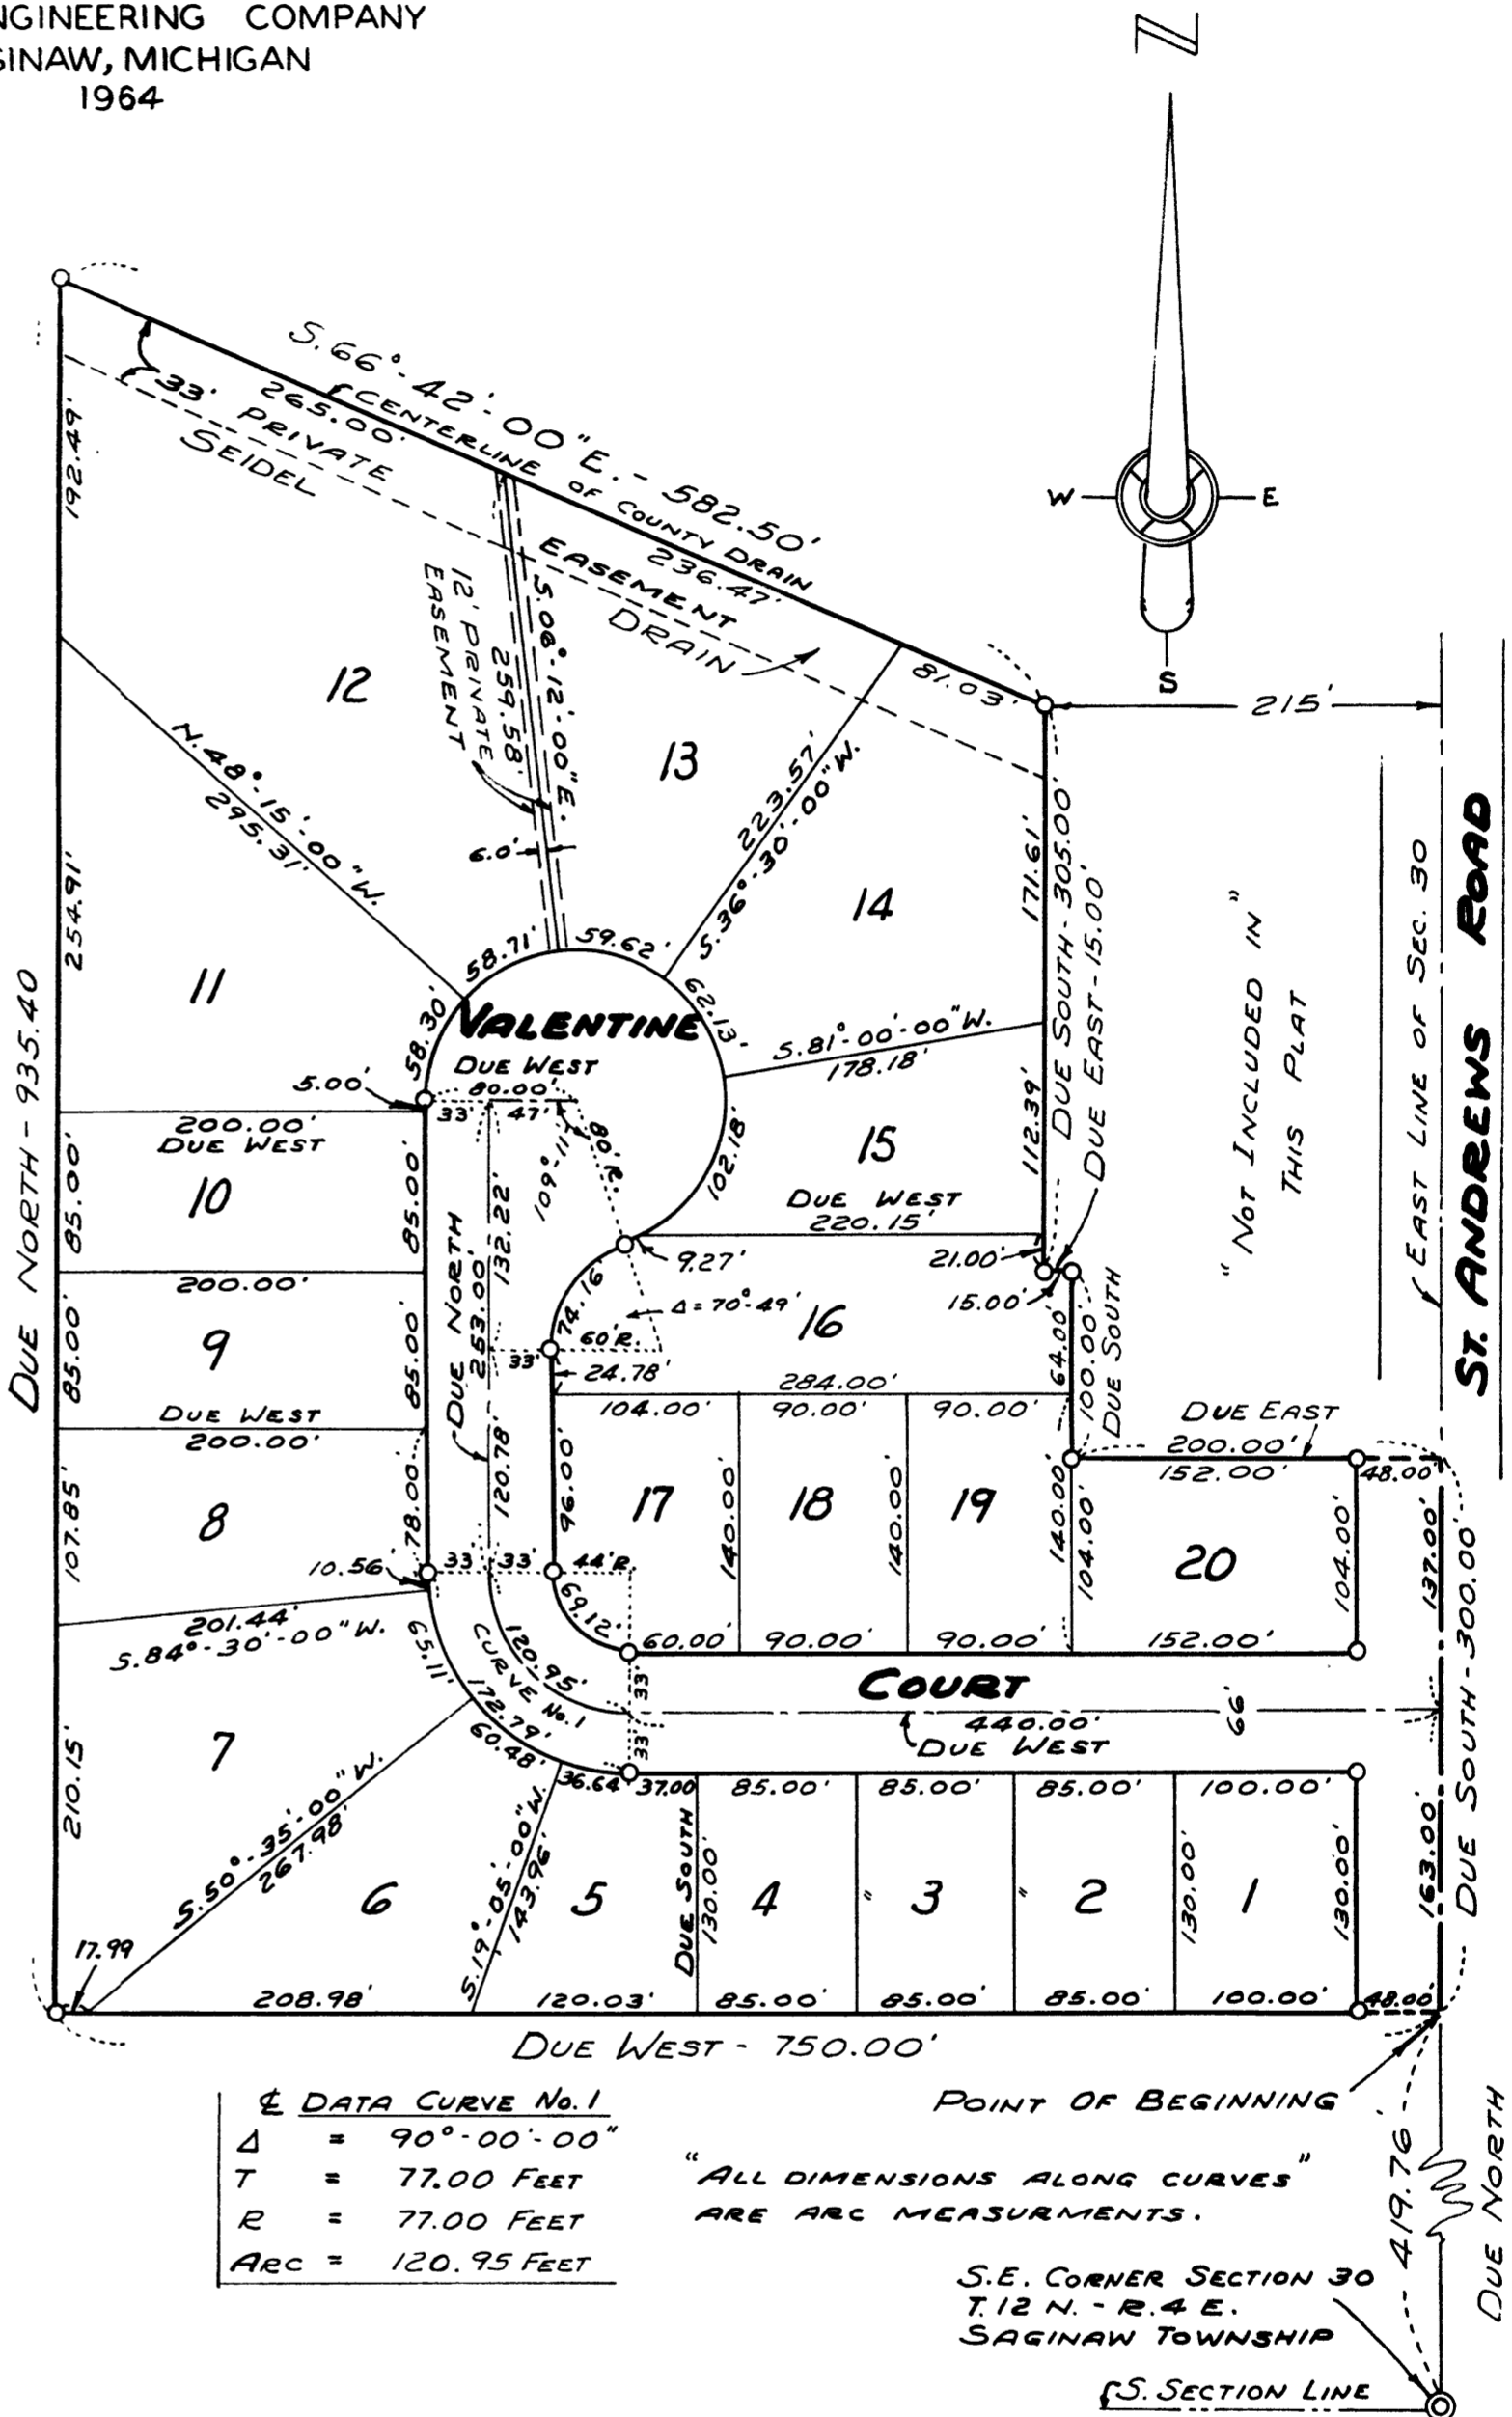 NGINEERING COMPANY
GINAW, MICHIGAN
1964
N
W
E
S
S.66°-42'-00"E. - 582.50'
CENTERLINE OF COUNTY DRAIN
33' PRIVATE EASEMENT
265.00'
236.47'
81.03'
SEIDEL DRAIN
215'
192.49'
12
12' PRIVATE
EASEMENT
259.58'
S.06°-12'-00"E.
6.0'
13
223.57'
S.36°-30'-00"W.
14
171.61'
DUE SOUTH - 305.00'
DUE EAST - 15.00'
"NOT INCLUDED IN"
THIS PLAT
EAST LINE OF SEC. 30
ST. ANDREWS ROAD
N.48°-15'-00"W.
295.31'
254.91'
11
DUE NORTH - 935.40
58.30'
58.71'
59.62'
62.13'
VALENTINE
DUE WEST
80.00'
33'
47'
5.00'
80' R.
109°-11'
S.81°-00'-00"W.
178.18'
102.18'
15
112.39'
DUE WEST
220.15'
200.00'
DUE WEST
85.00'
10
85.00'
DUE NORTH
253.00'
132.22'
9.27'
21.00'
15.00'
74.16'
Δ = 70°-49'
60' R.
33'
16
64.00'
100.00'
DUE SOUTH
200.00'
85.00'
9
85.00'
24.78'
284.00'
DUE WEST
200.00'
104.00'
90.00'
90.00'
DUE EAST
200.00'
152.00'
48.00'
107.85'
8
78.00
120.78'
96.00'
17
140.00'
18
140.00'
19
140.00'
104.00'
20
104.00'
137.00'
DUE SOUTH - 300.00'
10.56'
33'
33'
44' R.
201.44'
S.84°-30'-00"W.
69.12'
60.00'
90.00'
90.00'
152.00'
65.11'
CURVE No.1
120.95'
33'
COURT
66'
440.00'
DUE WEST
172.79'
60.48'
33'
7
210.15'
S.50°-35'-00"W.
267.98'
36.64'
37.00
85.00'
85.00'
85.00'
100.00'
6
S.19°-05'-00"W.
143.96'
5
DUE SOUTH
130.00'
4
"
3
"
2
130.00'
1
130.00'
163.00'
17.99
208.98'
120.03'
85.00'
85.00'
85.00'
100.00'
48.00'
DUE WEST - 750.00'
POINT OF BEGINNING
℄ DATA CURVE No.1
Δ = 90°-00'-00"
T = 77.00 FEET
R = 77.00 FEET
ARC = 120.95 FEET
"ALL DIMENSIONS ALONG CURVES"
ARE ARC MEASURMENTS.
419.76'
DUE NORTH
S.E. CORNER SECTION 30
T. 12 N. - R. 4 E.
SAGINAW TOWNSHIP
S. SECTION LINE